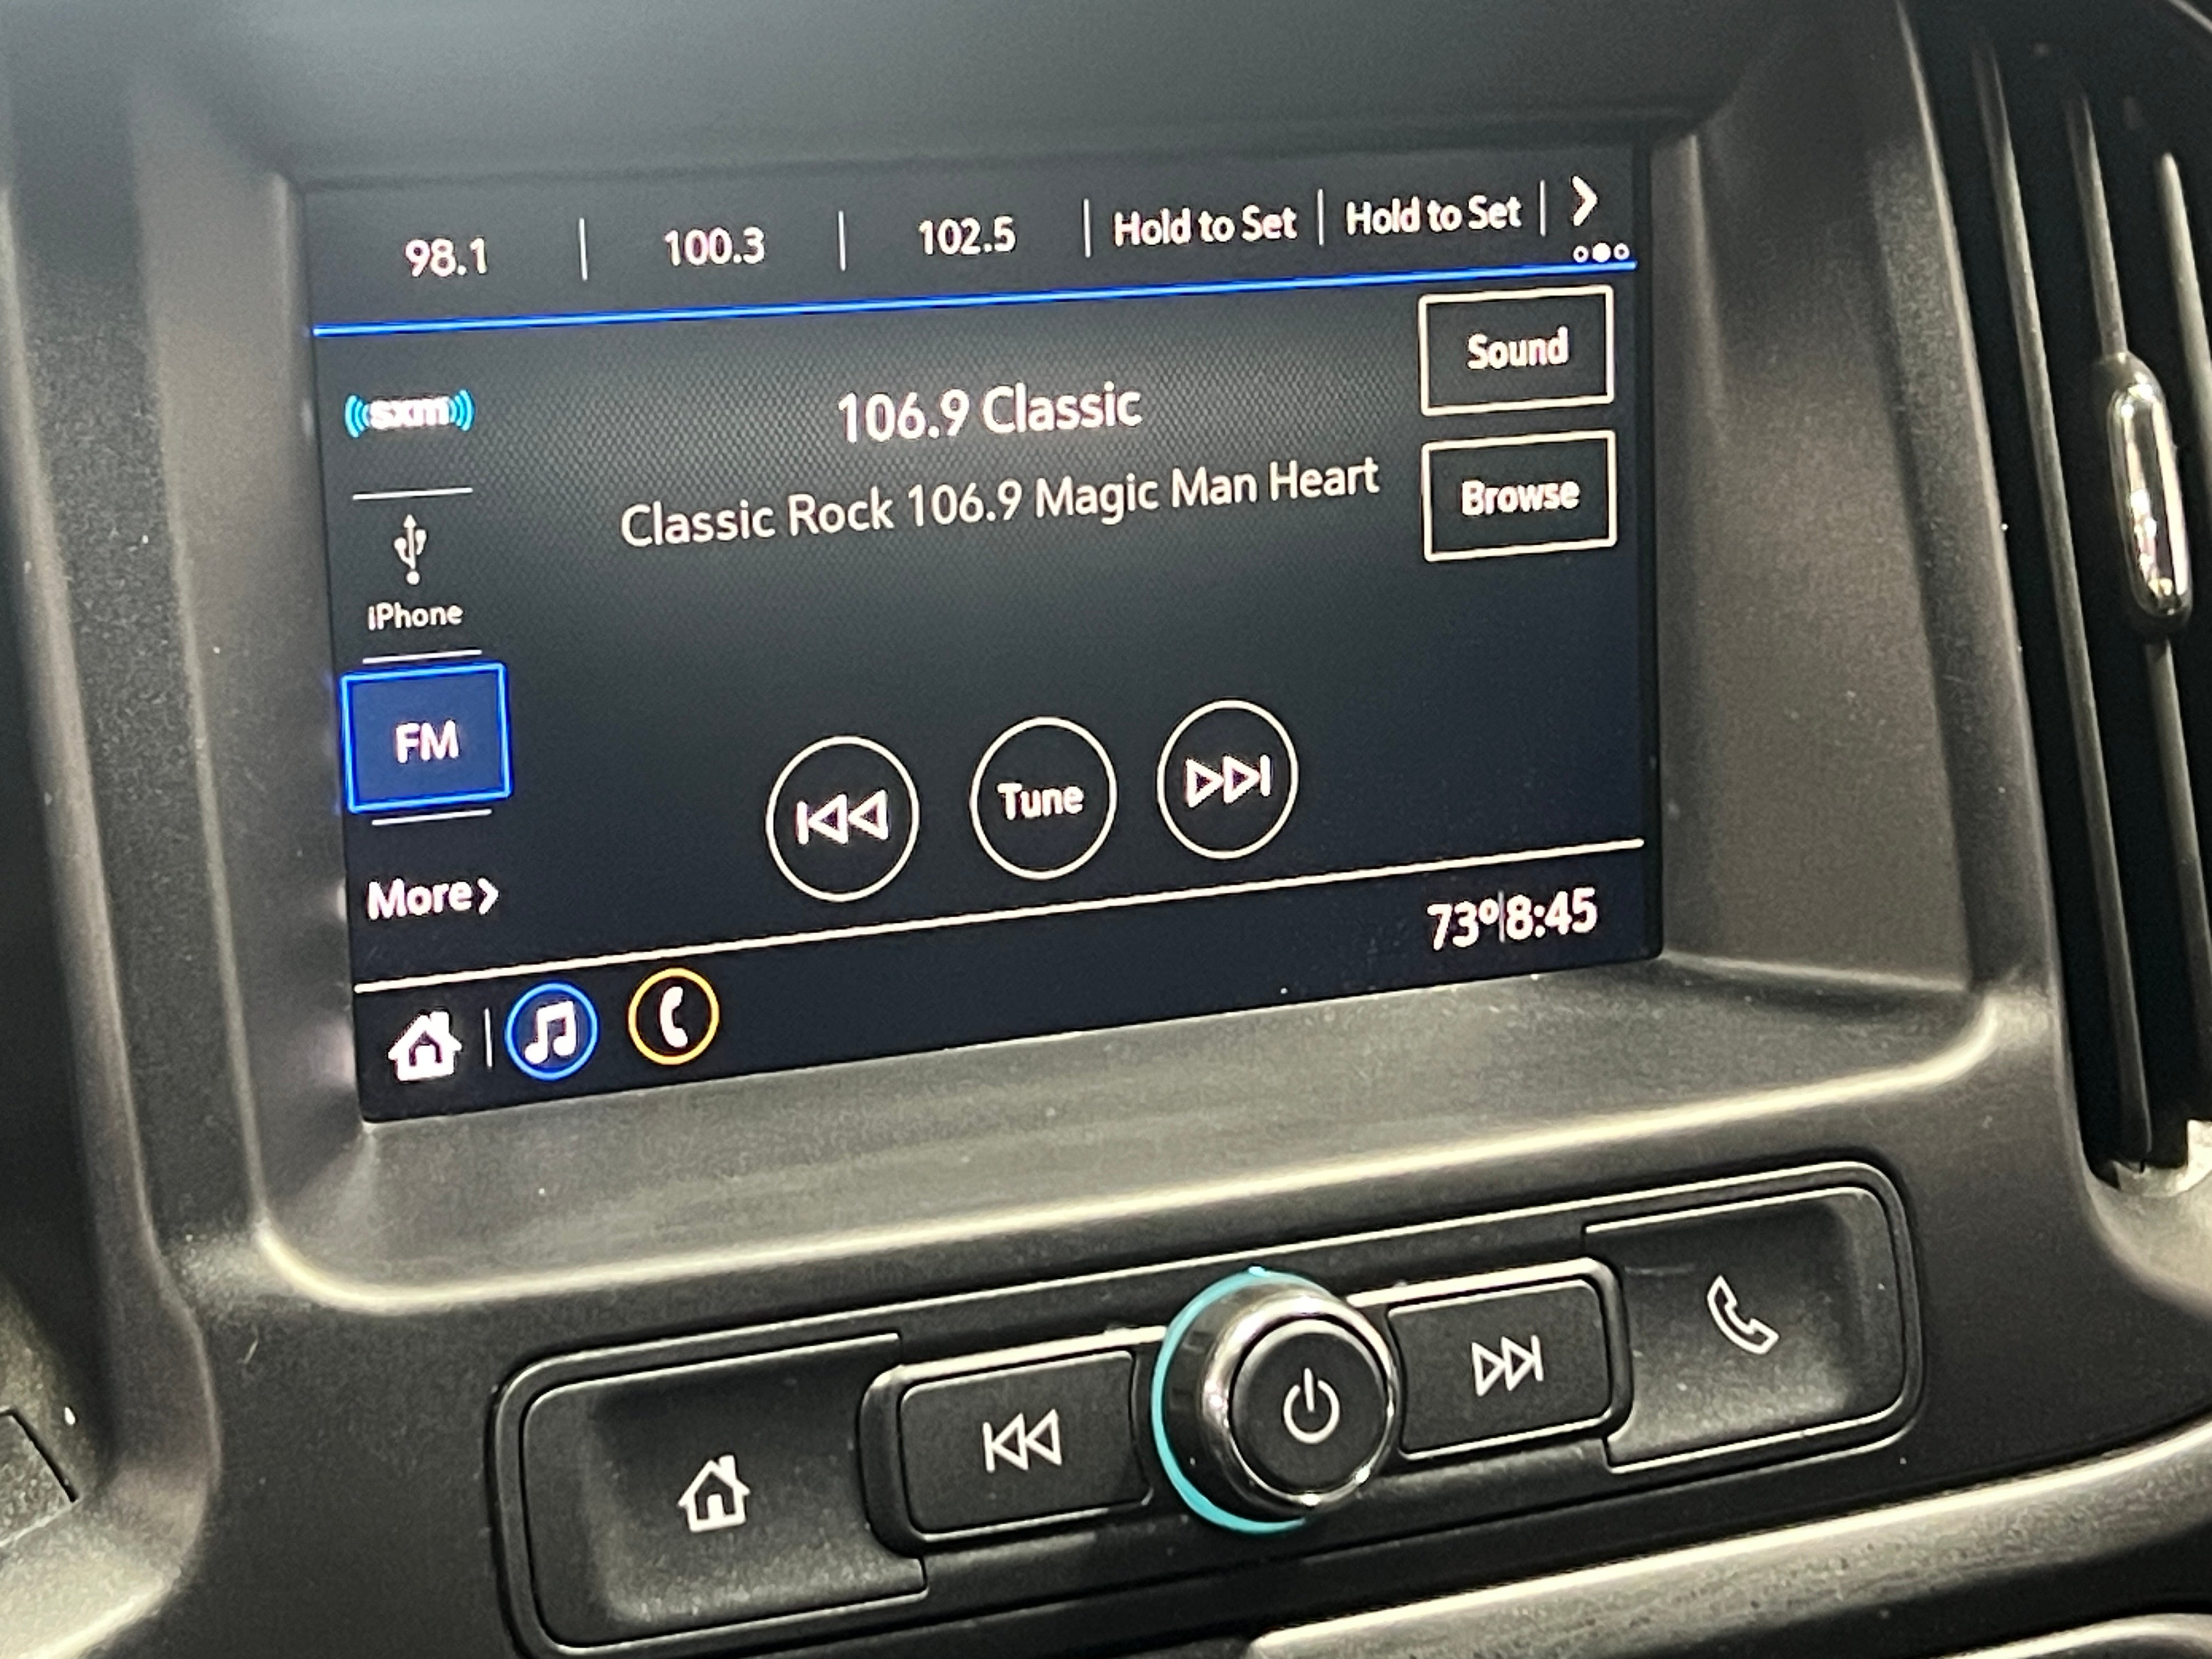 98.1 | 100.3 | 102.5 | Hold to Set | Hold to Set |
sxm
Sound
106.9 Classic
Classic Rock 106.9 Magic Man Heart
Browse
iPhone
FM
Tune
More
73°|8:45